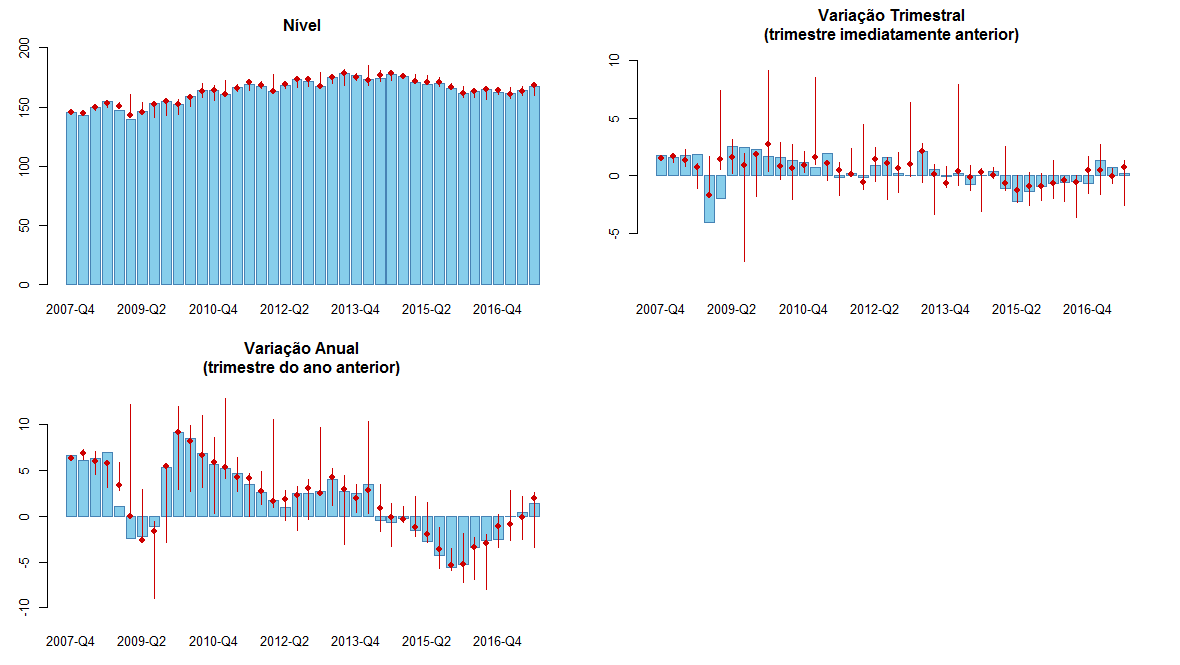 Nível
200
150
100
50
0
2007-Q4 2009-Q2 2010-Q4 2012-Q2 2013-Q4 2015-Q2 2016-Q4
Variação Trimestral
(trimestre imediatamente anterior)
10
5
0
-5
2007-Q4 2009-Q2 2010-Q4 2012-Q2 2013-Q4 2015-Q2 2016-Q4
Variação Anual
(trimestre do ano anterior)
10
5
0
-5
-10
2007-Q4 2009-Q2 2010-Q4 2012-Q2 2013-Q4 2015-Q2 2016-Q4